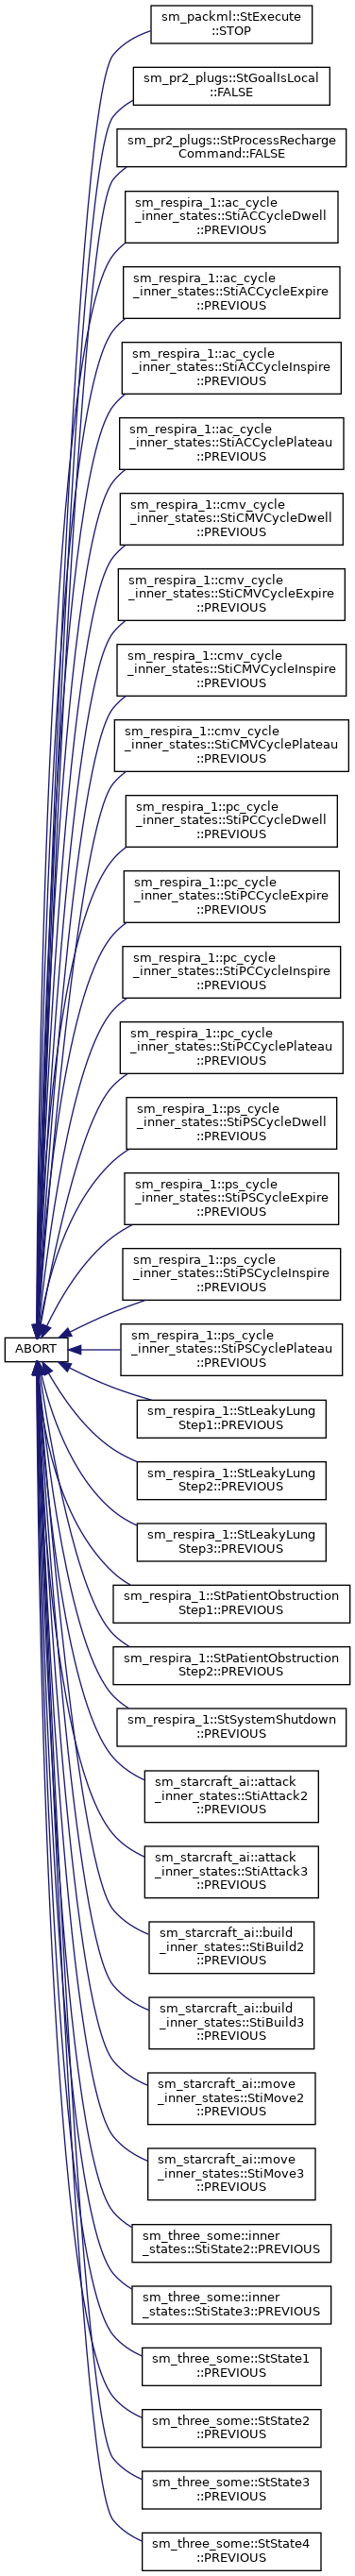 sm_packml::StExecute
::STOP
sm_pr2_plugs::StGoalIsLocal
::FALSE
sm_pr2_plugs::StProcessRecharge
Command::FALSE
sm_respira_1::ac_cycle
_inner_states::StiACCycleDwell
::PREVIOUS
sm_respira_1::ac_cycle
_inner_states::StiACCycleExpire
::PREVIOUS
sm_respira_1::ac_cycle
_inner_states::StiACCycleInspire
::PREVIOUS
sm_respira_1::ac_cycle
_inner_states::StiACCyclePlateau
::PREVIOUS
sm_respira_1::cmv_cycle
_inner_states::StiCMVCycleDwell
::PREVIOUS
sm_respira_1::cmv_cycle
_inner_states::StiCMVCycleExpire
::PREVIOUS
sm_respira_1::cmv_cycle
_inner_states::StiCMVCycleInspire
::PREVIOUS
sm_respira_1::cmv_cycle
_inner_states::StiCMVCyclePlateau
::PREVIOUS
sm_respira_1::pc_cycle
_inner_states::StiPCCycleDwell
::PREVIOUS
sm_respira_1::pc_cycle
_inner_states::StiPCCycleExpire
::PREVIOUS
sm_respira_1::pc_cycle
_inner_states::StiPCCycleInspire
::PREVIOUS
sm_respira_1::pc_cycle
_inner_states::StiPCCyclePlateau
::PREVIOUS
sm_respira_1::ps_cycle
_inner_states::StiPSCycleDwell
::PREVIOUS
sm_respira_1::ps_cycle
_inner_states::StiPSCycleExpire
::PREVIOUS
sm_respira_1::ps_cycle
_inner_states::StiPSCycleInspire
::PREVIOUS
ABORT
sm_respira_1::ps_cycle
_inner_states::StiPSCyclePlateau
::PREVIOUS
sm_respira_1::StLeakyLung
Step1::PREVIOUS
sm_respira_1::StLeakyLung
Step2::PREVIOUS
sm_respira_1::StLeakyLung
Step3::PREVIOUS
sm_respira_1::StPatientObstruction
Step1::PREVIOUS
sm_respira_1::StPatientObstruction
Step2::PREVIOUS
sm_respira_1::StSystemShutdown
::PREVIOUS
sm_starcraft_ai::attack
_inner_states::StiAttack2
::PREVIOUS
sm_starcraft_ai::attack
_inner_states::StiAttack3
::PREVIOUS
sm_starcraft_ai::build
_inner_states::StiBuild2
::PREVIOUS
sm_starcraft_ai::build
_inner_states::StiBuild3
::PREVIOUS
sm_starcraft_ai::move
_inner_states::StiMove2
::PREVIOUS
sm_starcraft_ai::move
_inner_states::StiMove3
::PREVIOUS
sm_three_some::inner
_states::StiState2::PREVIOUS
sm_three_some::inner
_states::StiState3::PREVIOUS
sm_three_some::StState1
::PREVIOUS
sm_three_some::StState2
::PREVIOUS
sm_three_some::StState3
::PREVIOUS
sm_three_some::StState4
::PREVIOUS